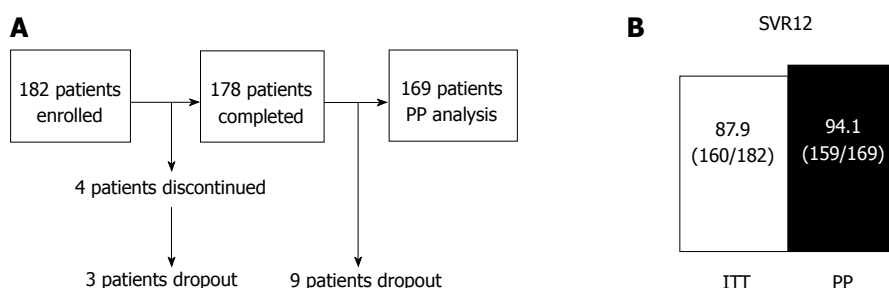 A
182 patients
enrolled
178 patients
completed
169 patients
PP analysis
4 patients discontinued
3 patients dropout
9 patients dropout
B
SVR12
87.9
(160/182)
94.1
(159/169)
ITT
PP